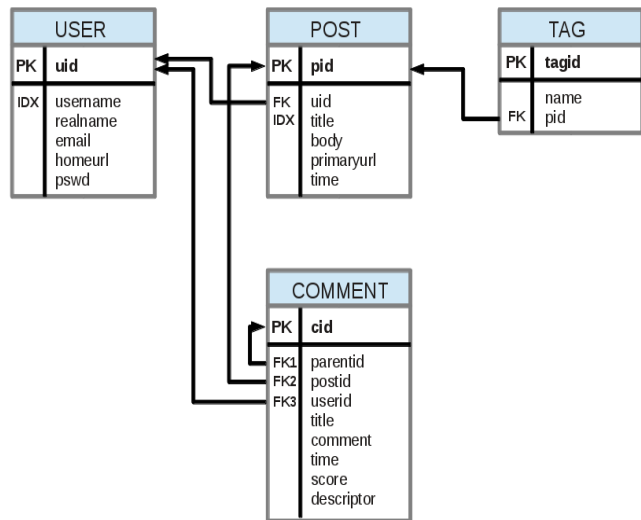 USER
PK uid
IDX username
realname
email
homeurl
pswd
POST
PK pid
FK uid
IDX title
body
primaryurl
time
TAG
PK tagid
name
FK pid
COMMENT
PK cid
FK1 parentid
FK2 postid
FK3 userid
title
comment
time
score
descriptor